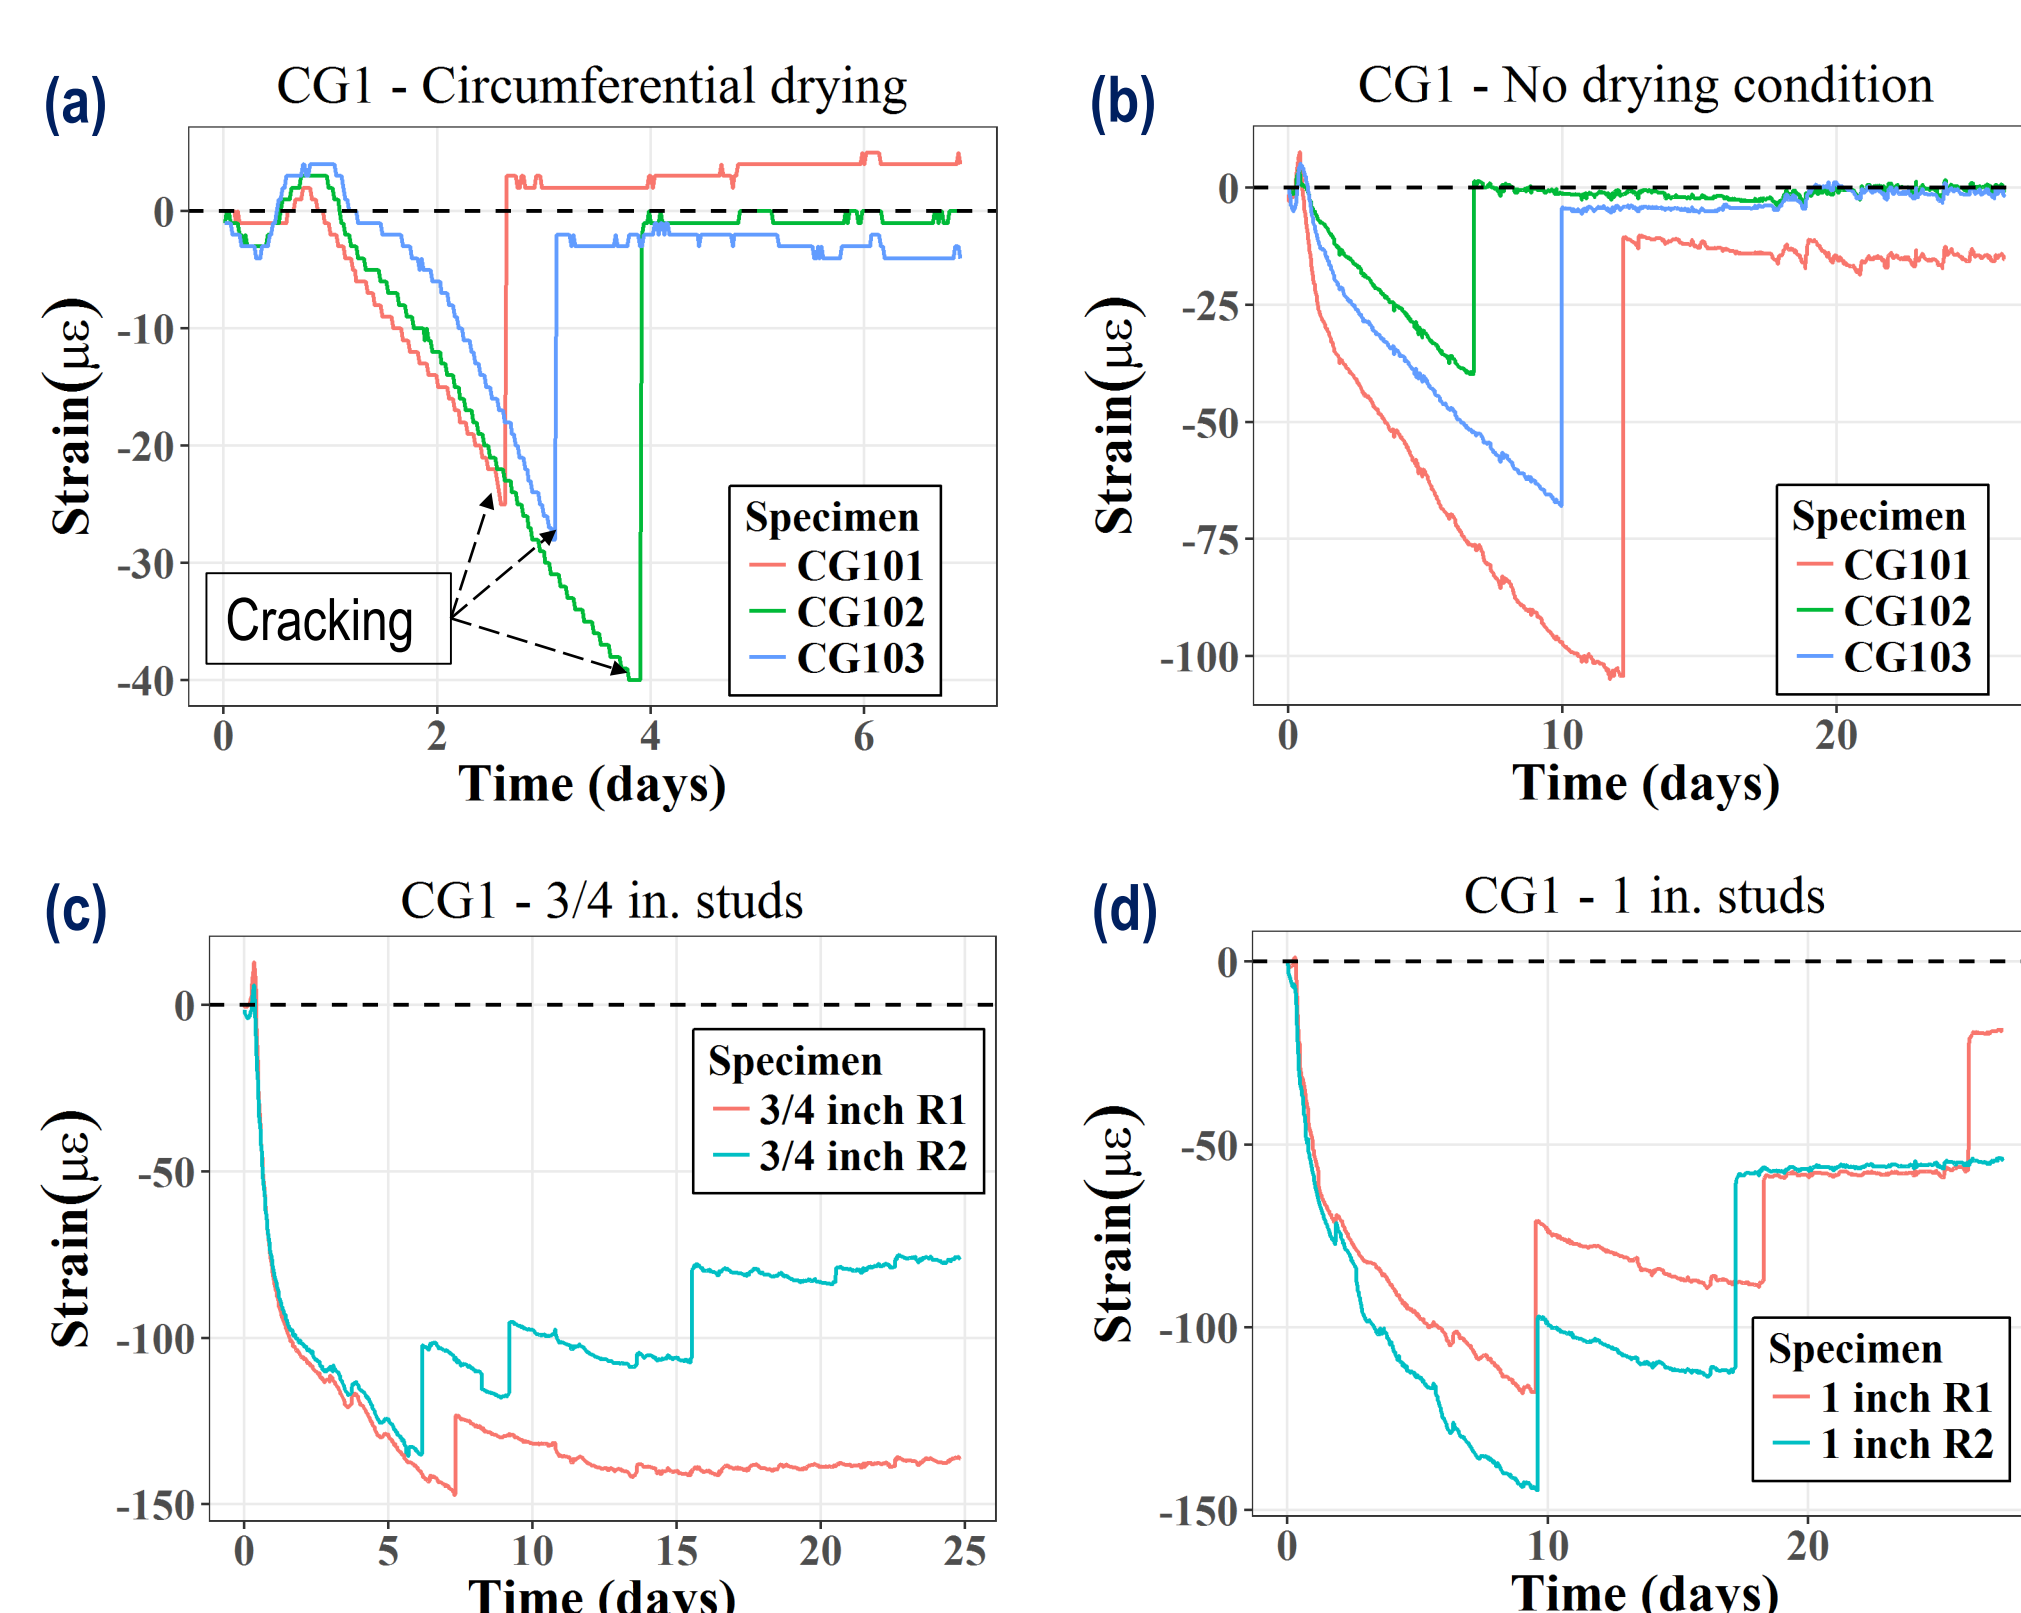 (a)
CG1 - Circumferential drying
Strain(με)
0
-10
-20
-30
-40
Cracking
Specimen
CG101
CG102
CG103
0 2 4 6
Time (days)
(b)
CG1 - No drying condition
Strain(με)
0
-25
-50
-75
-100
Specimen
CG101
CG102
CG103
0 10 20
Time (days)
(c)
CG1 - 3/4 in. studs
Strain(με)
0
-50
-100
-150
Specimen
3/4 inch R1
3/4 inch R2
0 5 10 15 20 25
Time (days)
(d)
CG1 - 1 in. studs
Strain(με)
0
-50
-100
-150
Specimen
1 inch R1
1 inch R2
0 10 20
Time (days)